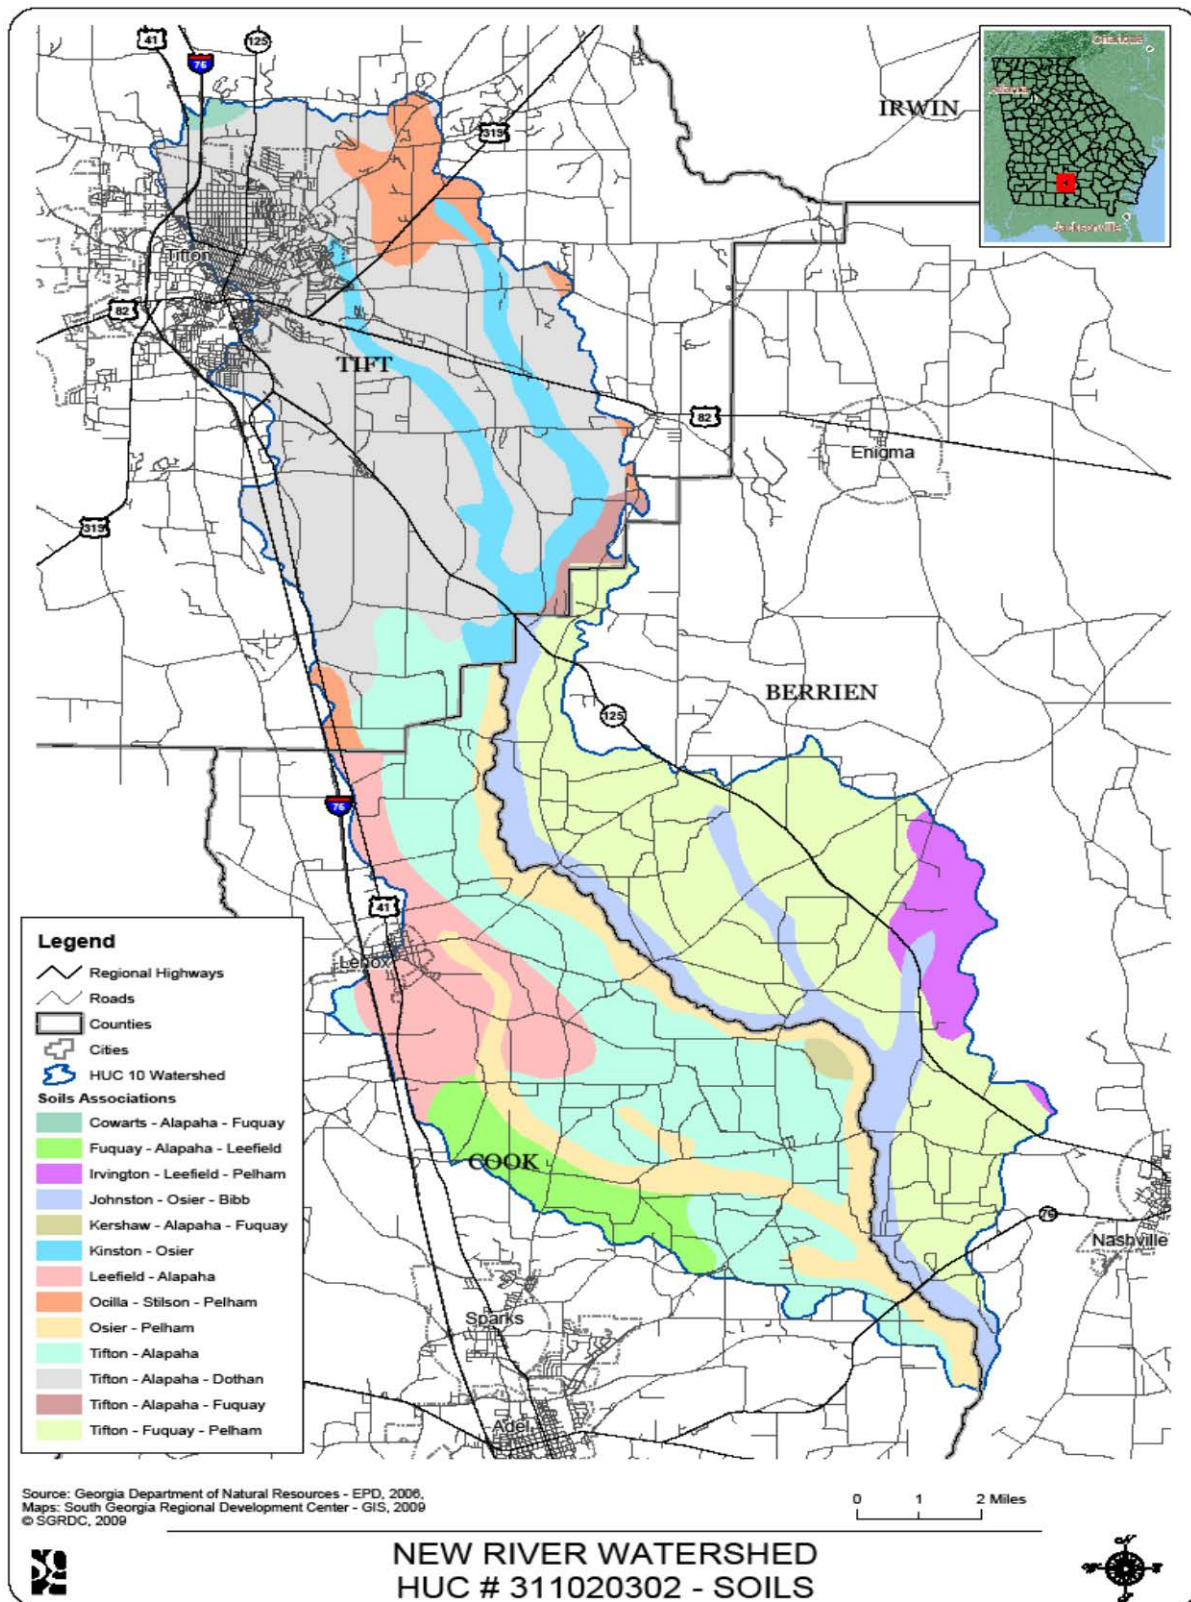 41
125
75
319
IRWIN
Charlotte
Atlanta
Jacksonville
Tifton
82
TIFT
82
Enigma
319
BERRIEN
125
75
41
Lenox
COOK
76
Nashville
Sparks
Adel
Legend
Regional Highways
Roads
Counties
Cities
HUC 10 Watershed
Soils Associations
Cowarts - Alapaha - Fuquay
Fuquay - Alapaha - Leefield
Irvington - Leefield - Pelham
Johnston - Osier - Bibb
Kershaw - Alapaha - Fuquay
Kinston - Osier
Leefield - Alapaha
Ocilla - Stilson - Pelham
Osier - Pelham
Tifton - Alapaha
Tifton - Alapaha - Dothan
Tifton - Alapaha - Fuquay
Tifton - Fuquay - Pelham
Source: Georgia Department of Natural Resources - EPD, 2006,
Maps: South Georgia Regional Development Center - GIS, 2009
© SGRDC, 2009
0 1 2 Miles
NEW RIVER WATERSHED
HUC # 311020302 - SOILS